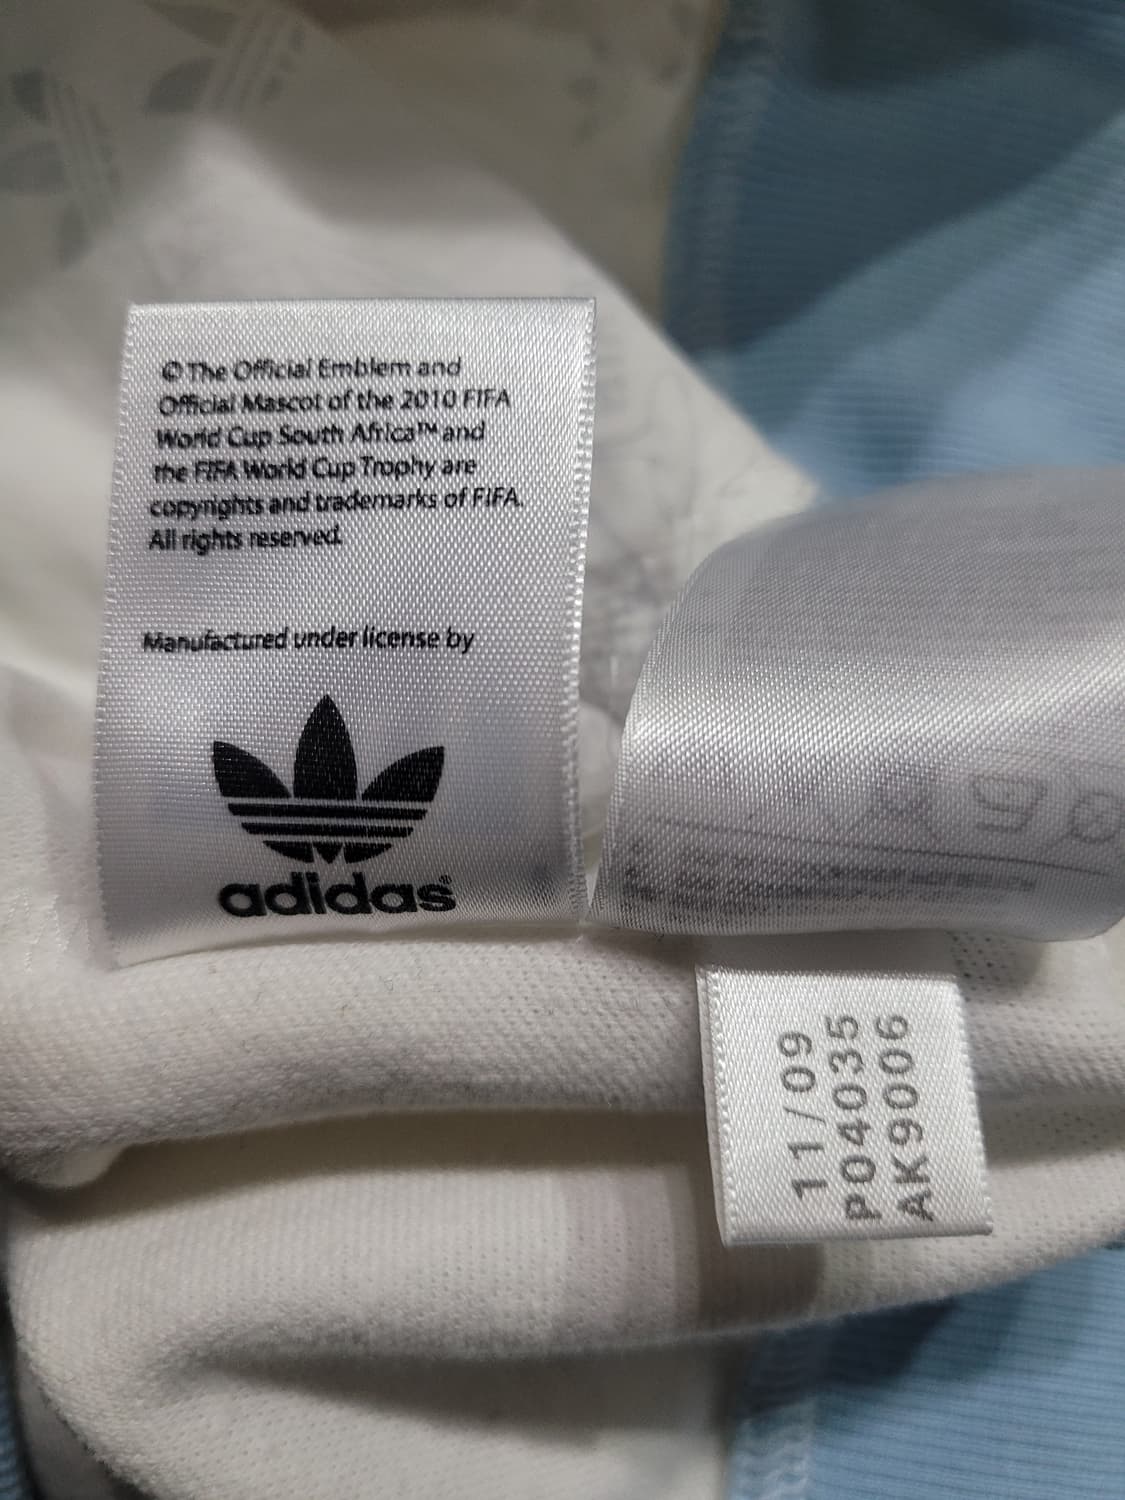 © The Official Emblem and
Official Mascot of the 2010 FIFA
World Cup South Africa™ and
the FIFA World Cup Trophy are
copyrights and trademarks of FIFA.
All rights reserved.
Manufactured under license by
adidas®
11/09
P04035
AK9006